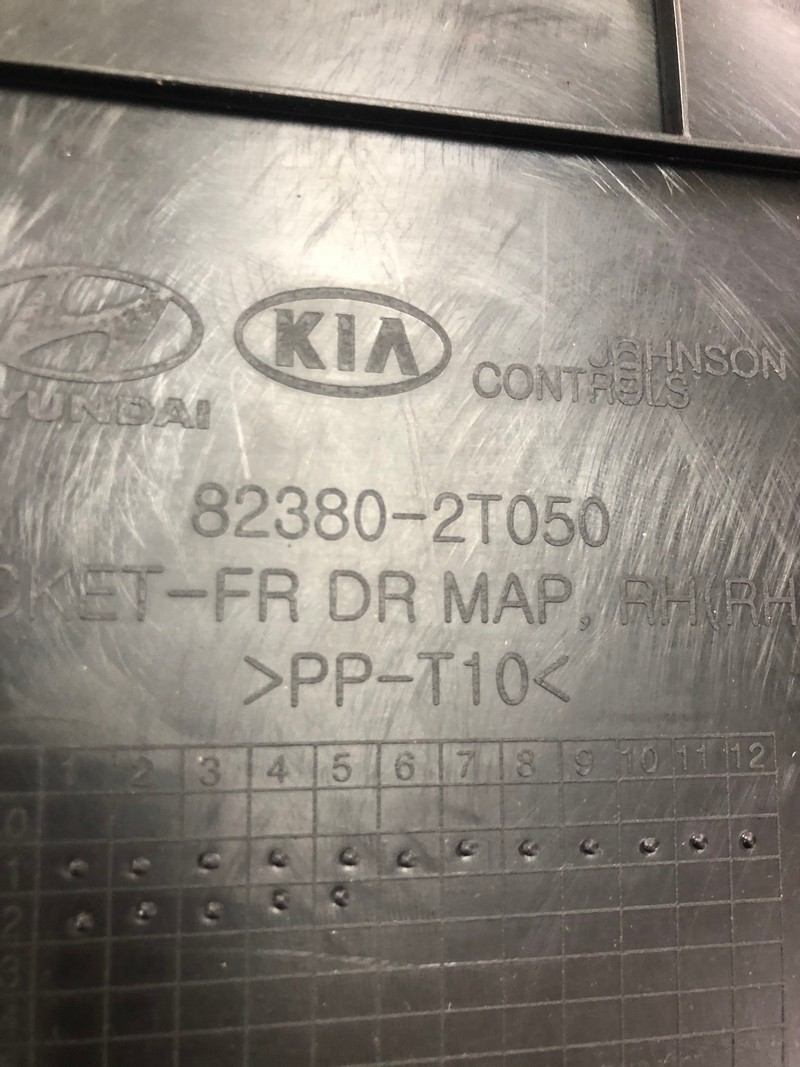 KIA
JOHNSON
CONTROLS
YUNDAI
82380-2T050
CKET-FR DR MAP, RH(RH
>PP-T10<
1 2 3 4 5 6 7 8 9 10 11 12
0
1
2
3